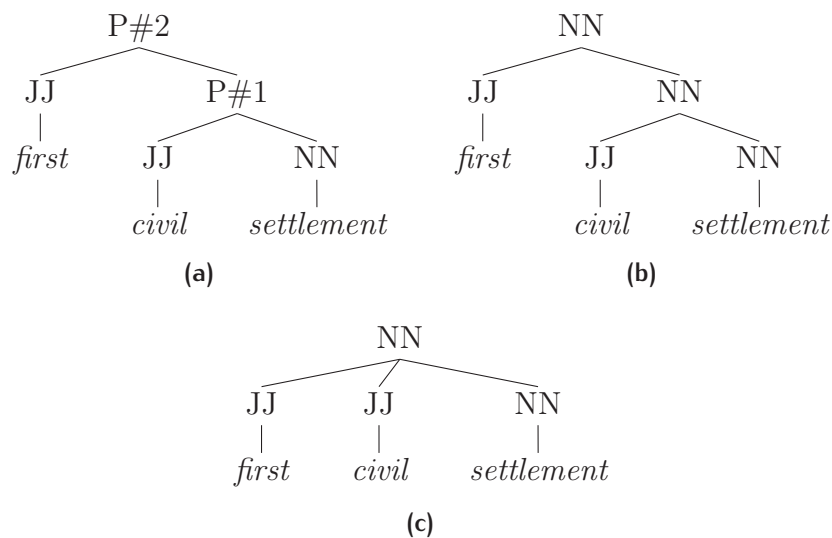 P#2 NN
JJ P#1 JJ NN
first JJ NN first JJ NN
civil settlement civil settlement
(a) (b)
NN
JJ JJ NN
first civil settlement
(c)